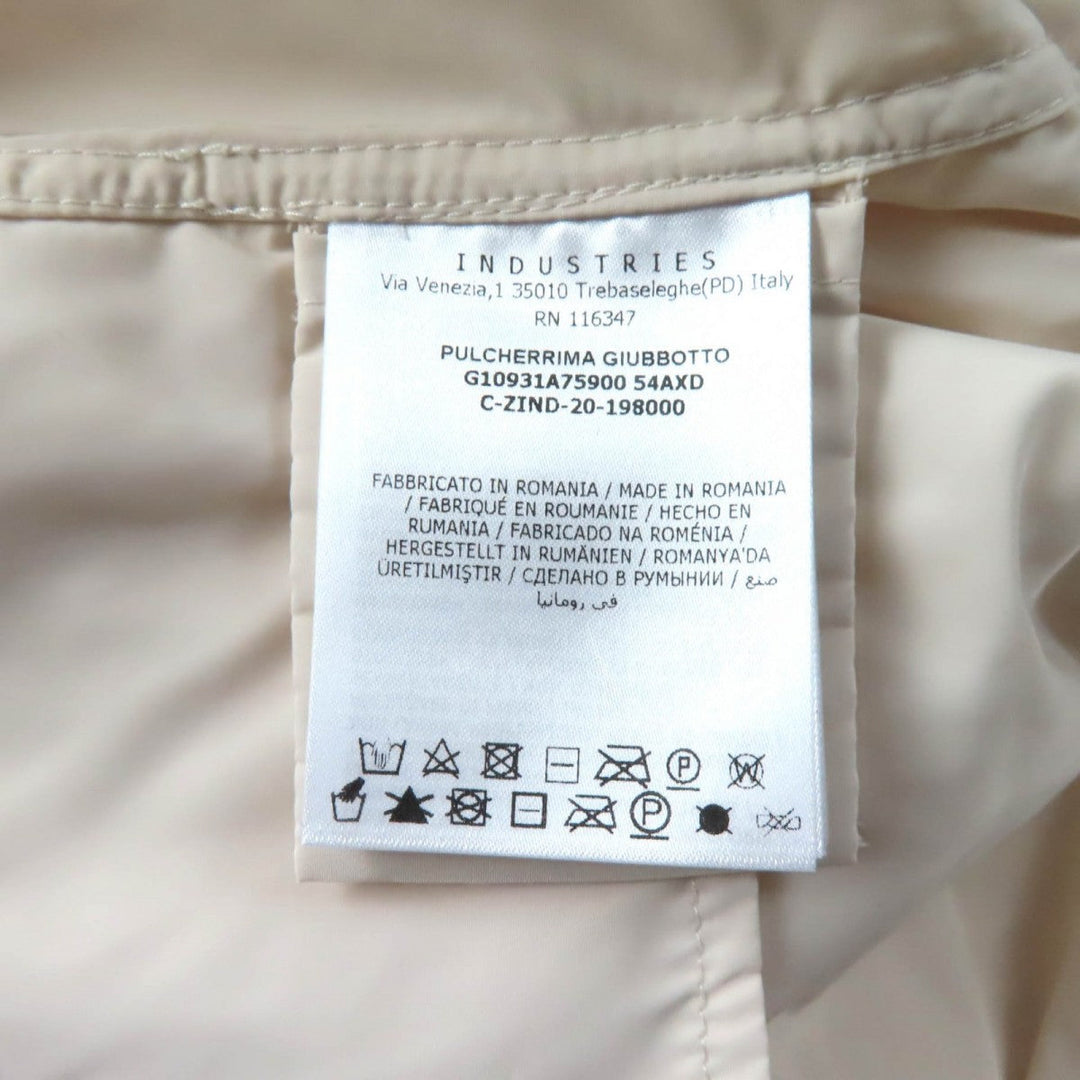 INDUSTRIES
Via Venezia,1 35010 Trebaseleghe(PD) Italy
RN 116347
PULCHERRIMA GIUBBOTTO
G10931A75900 54AXD
C-ZIND-20-198000
FABBRICATO IN ROMANIA / MADE IN ROMANIA
/ FABRIQUÉ EN ROUMANIE / HECHO EN
RUMANIA / FABRICADO NA ROMÉNIA /
HERGESTELLT IN RUMÄNIEN / ROMANYA'DA
ÜRETILMIŞTIR / СДЕЛАНО В РУМЫНИИ / صنع
في رومانيا
P W
P